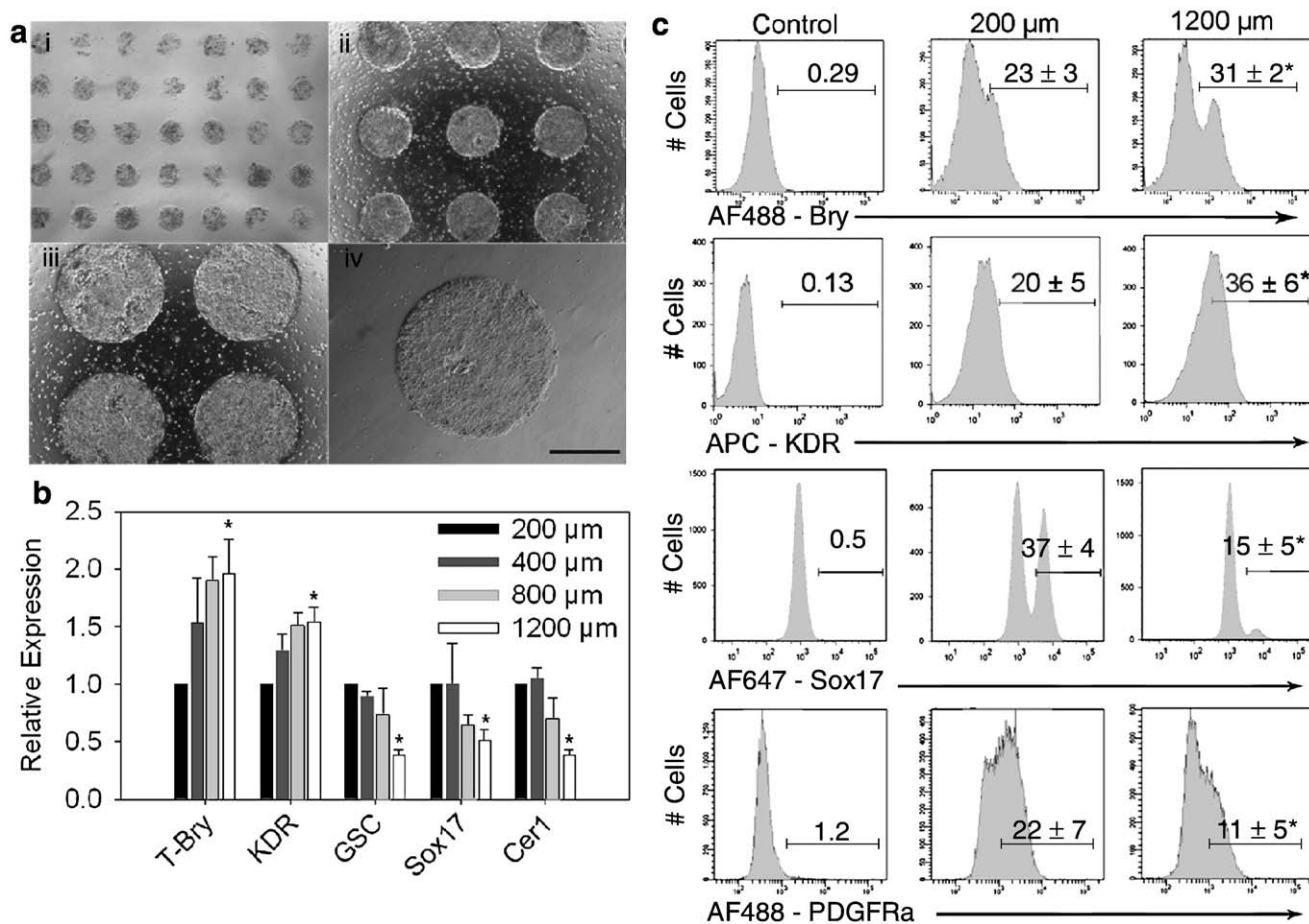 a
i
ii
iii
iv
b
Relative Expression
2.5
2.0
1.5
1.0
0.5
0.0
200 µm
400 µm
800 µm
1200 µm
* * * * *
T-Bry KDR GSC Sox17 Cer1
c
Control 200 µm 1200 µm
# Cells
0.29 23 ± 3 31 ± 2*
AF488 - Bry
# Cells
0.13 20 ± 5 36 ± 6*
APC - KDR
# Cells
0.5 37 ± 4 15 ± 5*
AF647 - Sox17
# Cells
1.2 22 ± 7 11 ± 5*
AF488 - PDGFRa